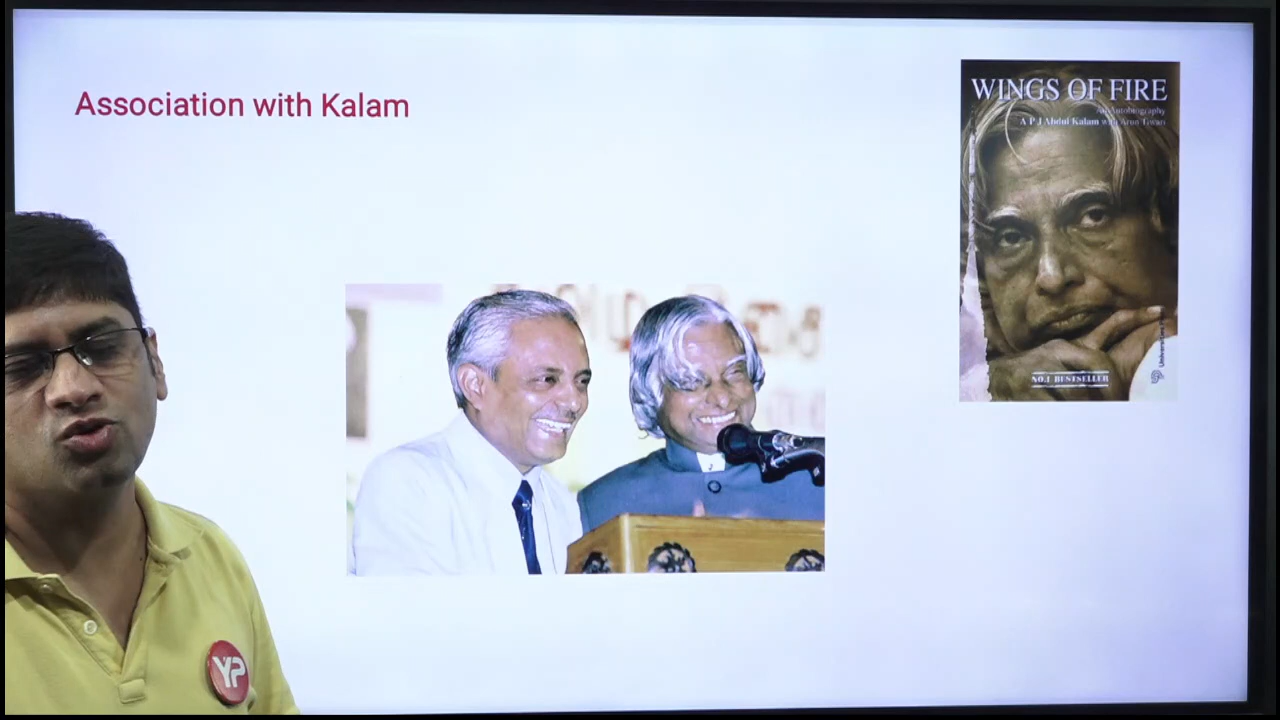 Association with Kalam
WINGS OF FIRE
An Autobiography
A P J Abdul Kalam with Arun Tiwari
NO.1 BESTSELLER
YP